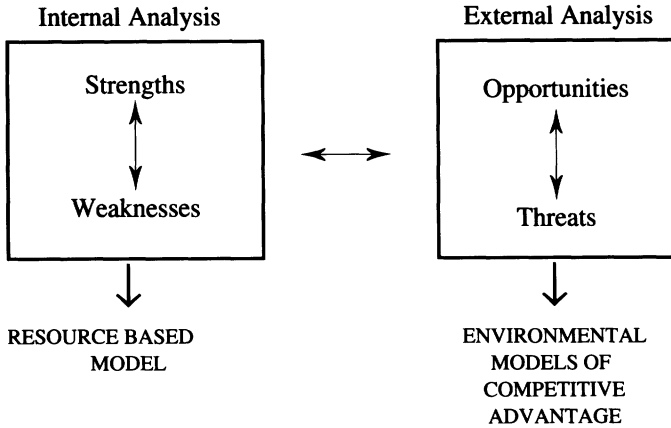 Internal Analysis
Strengths
Weaknesses
RESOURCE BASED
MODEL
External Analysis
Opportunities
Threats
ENVIRONMENTAL
MODELS OF
COMPETITIVE
ADVANTAGE